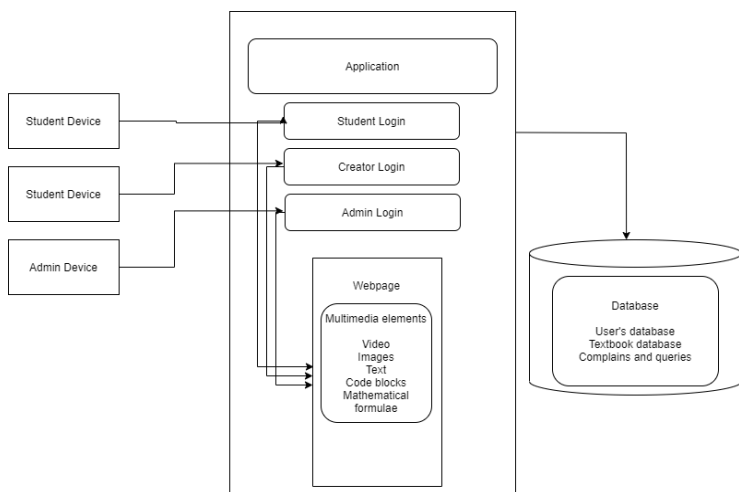 Application
Student Device
Student Login
Student Device
Creator Login
Admin Device
Admin Login
Webpage
Multimedia elements
Video
Images
Text
Code blocks
Mathematical
formulae
Database
User's database
Textbook database
Complains and queries